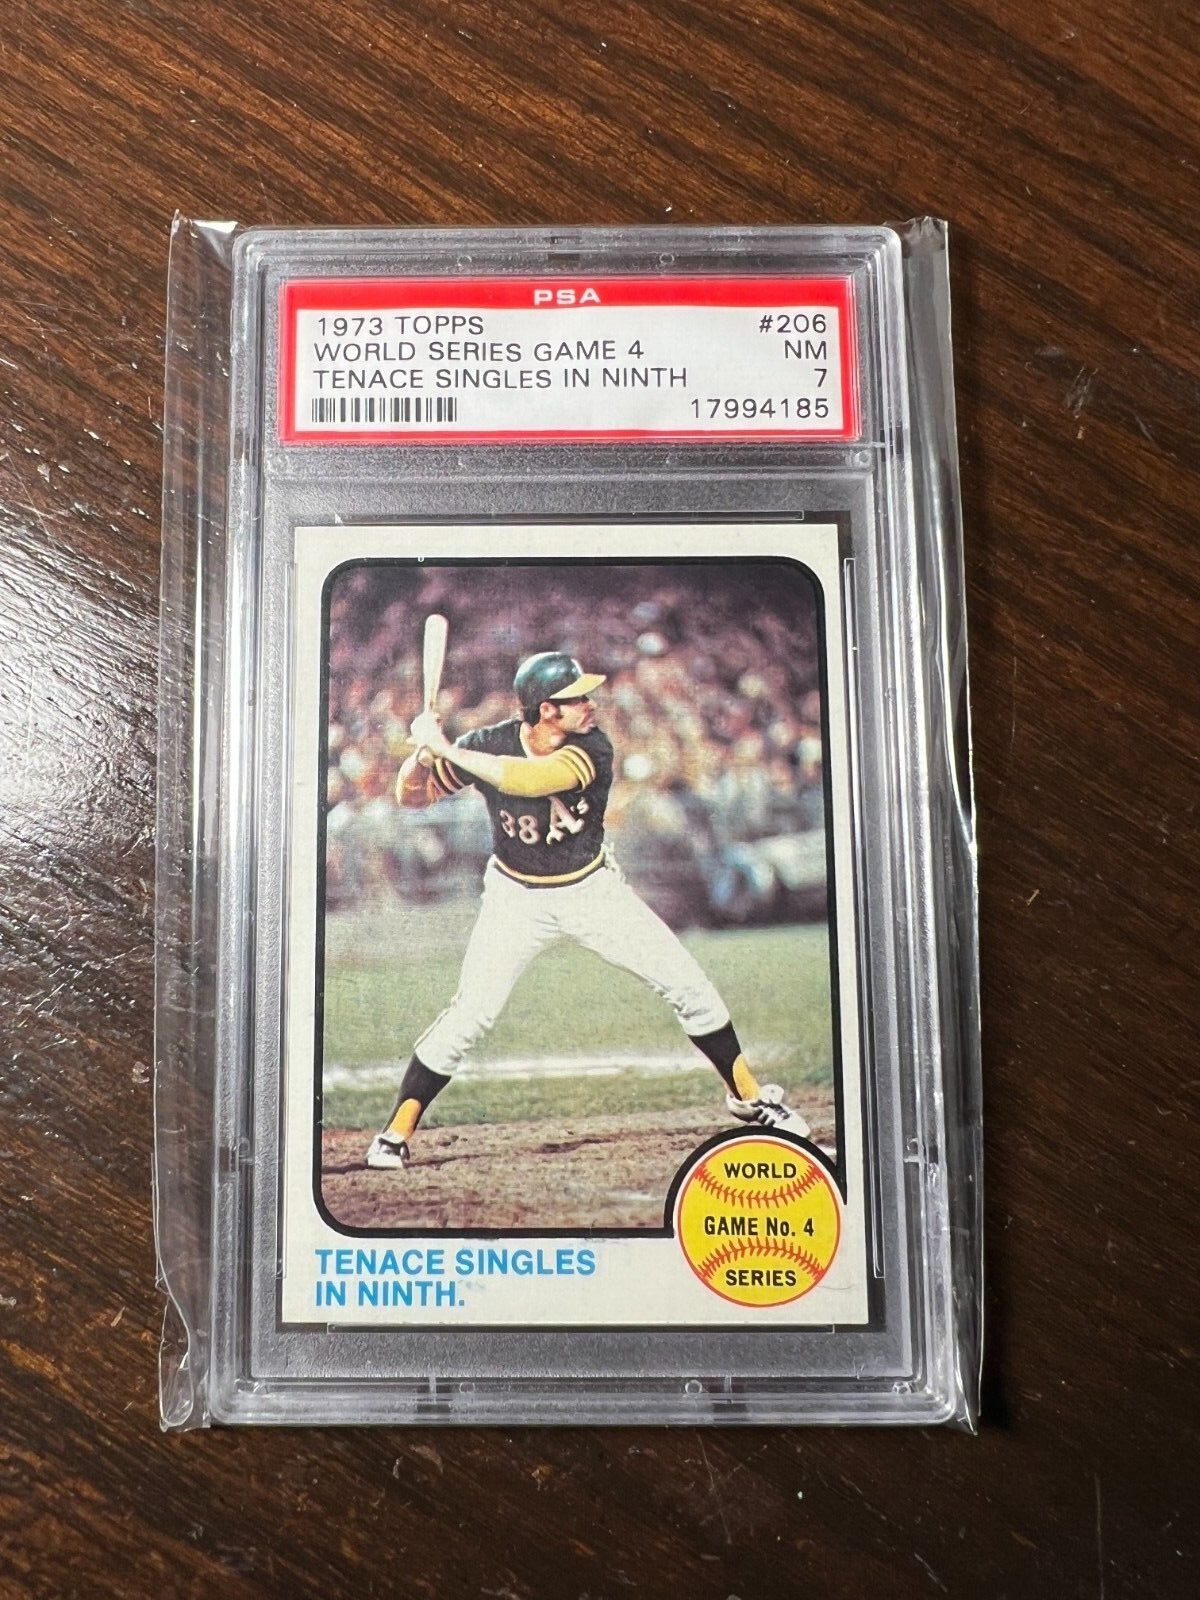 PSA
1973 TOPPS #206
WORLD SERIES GAME 4 NM
TENACE SINGLES IN NINTH 7
17994185
38 A's
WORLD
GAME No. 4
SERIES
TENACE SINGLES
IN NINTH.